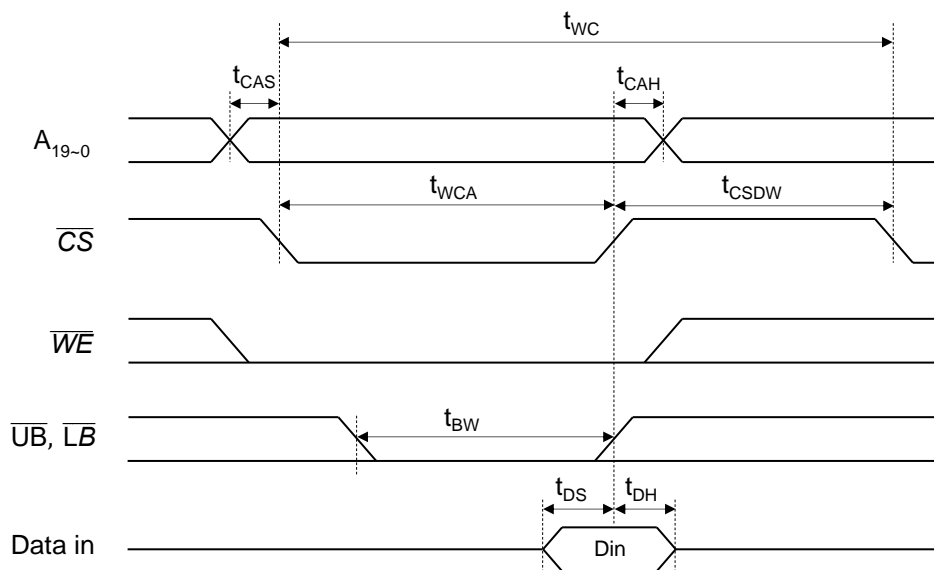 tWC
tCAS
tCAH
A19~0
tWCA
tCSDW
CS
WE
UB, LB
tBW
tDS
tDH
Data in
Din